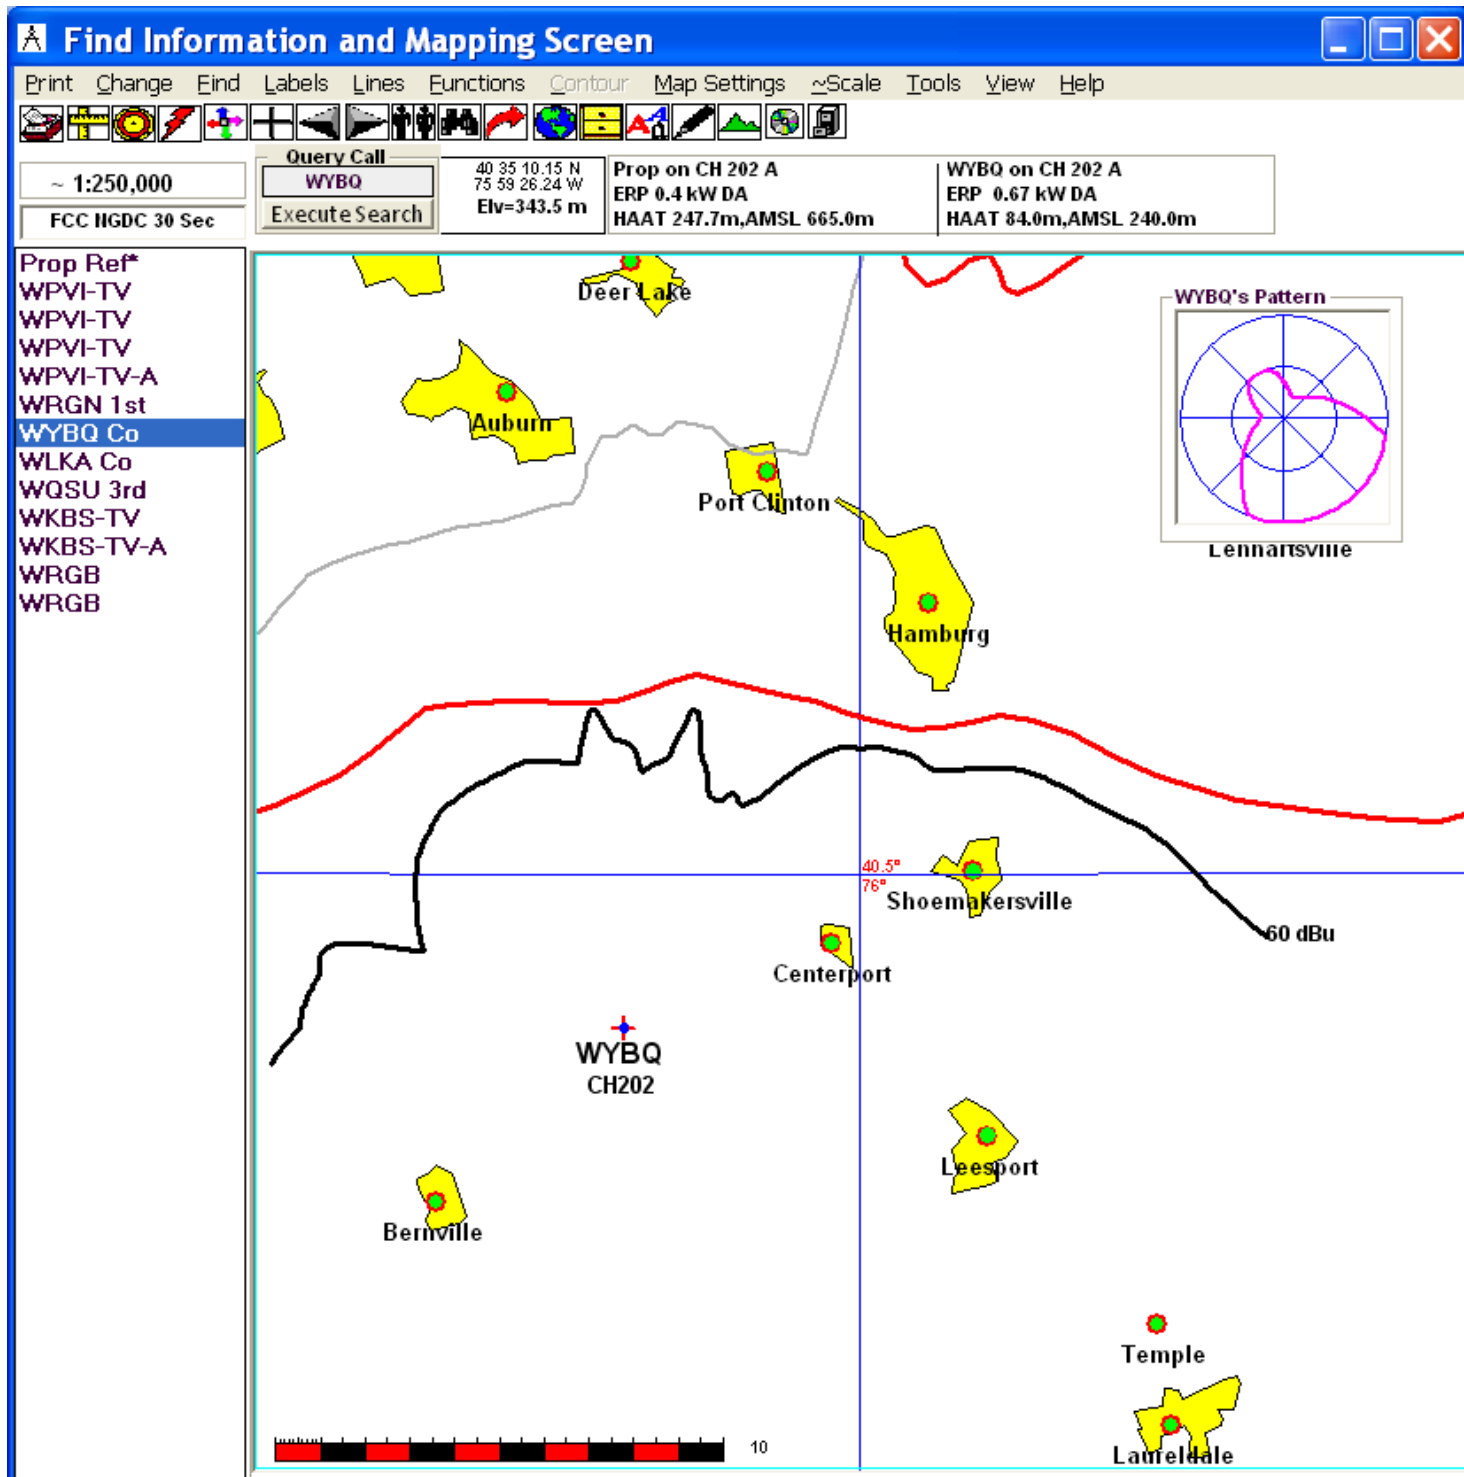 Find Information and Mapping Screen
Print Change Find Labels Lines Functions Contour Map Settings ~Scale Tools View Help
~ 1:250,000
FCC NGDC 30 Sec
Query Call
WYBQ
Execute Search
40 35 10.15 N
75 59 26.24 W
Elv=343.5 m
Prop on CH 202 A
ERP 0.4 kW DA
HAAT 247.7m,AMSL 665.0m
WYBQ on CH 202 A
ERP 0.67 kW DA
HAAT 84.0m,AMSL 240.0m
Prop Ref*
WPVI-TV
WPVI-TV
WPVI-TV
WPVI-TV-A
WRGN 1st
WYBQ Co
WLKA Co
WQSU 3rd
WKBS-TV
WKBS-TV-A
WRGB
WRGB
Deer Lake
WYBQ's Pattern
Auburn
Port Clinton
Lennartsville
Hamburg
40.5°
76°
Shoemakersville
60 dBu
Centerport
WYBQ
CH202
Leesport
Bernville
Temple
Laureldale
10